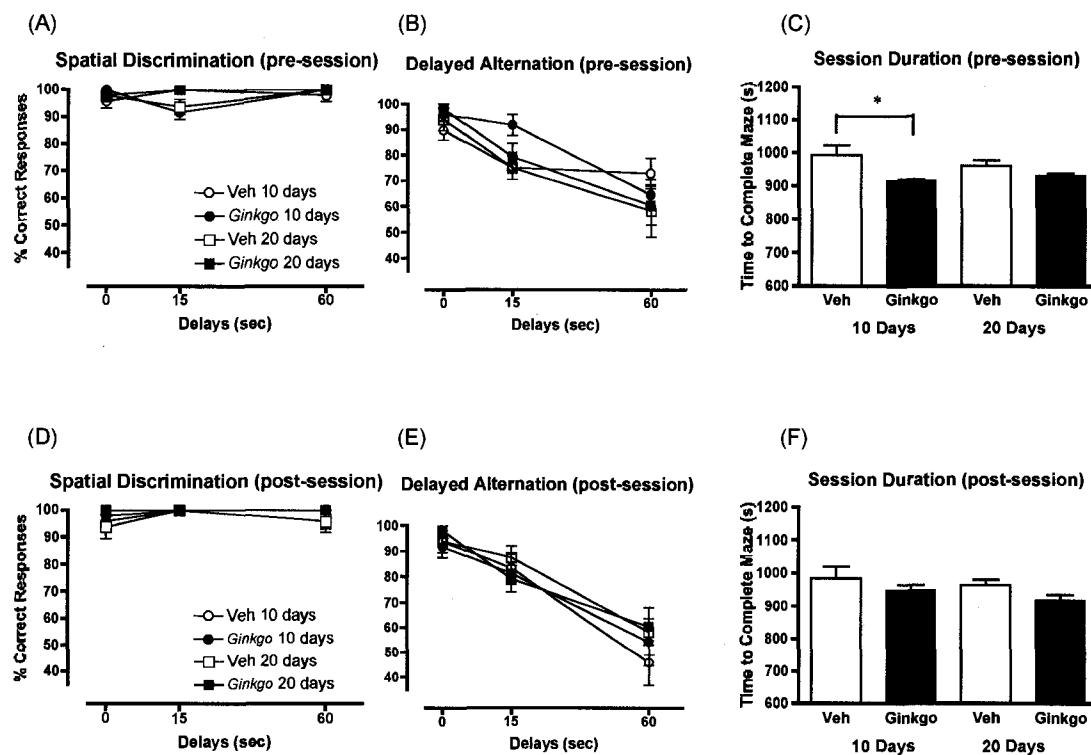 (A)
Spatial Discrimination (pre-session)
% Correct Responses
100
90
80
70
60
50
40
Veh 10 days
Ginkgo 10 days
Veh 20 days
Ginkgo 20 days
0
15
60
Delays (sec)
(B)
Delayed Alternation (pre-session)
100
90
80
70
60
50
40
0
15
60
Delays (sec)
(C)
Session Duration (pre-session)
Time to Complete Maze (s)
1200
1100
1000
900
800
700
600
*
Veh
Ginkgo
Veh
Ginkgo
10 Days
20 Days
(D)
Spatial Discrimination (post-session)
% Correct Responses
100
90
80
70
60
50
40
Veh 10 days
Ginkgo 10 days
Veh 20 days
Ginkgo 20 days
0
15
60
Delays (sec)
(E)
Delayed Alternation (post-session)
100
90
80
70
60
50
40
0
15
60
Delays (sec)
(F)
Session Duration (post-session)
Time to Complete Maze (s)
1200
1100
1000
900
800
700
600
Veh
Ginkgo
Veh
Ginkgo
10 Days
20 Days